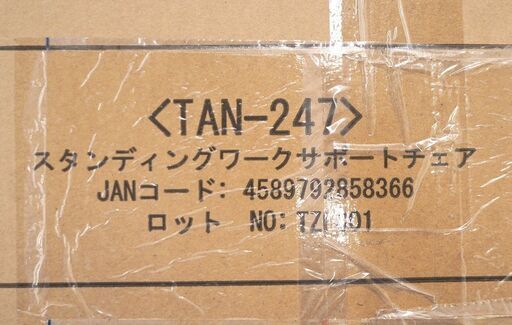 <TAN-247>
スタンディングワークサポートチェア
JANコード: 4589792858366
ロット NO: